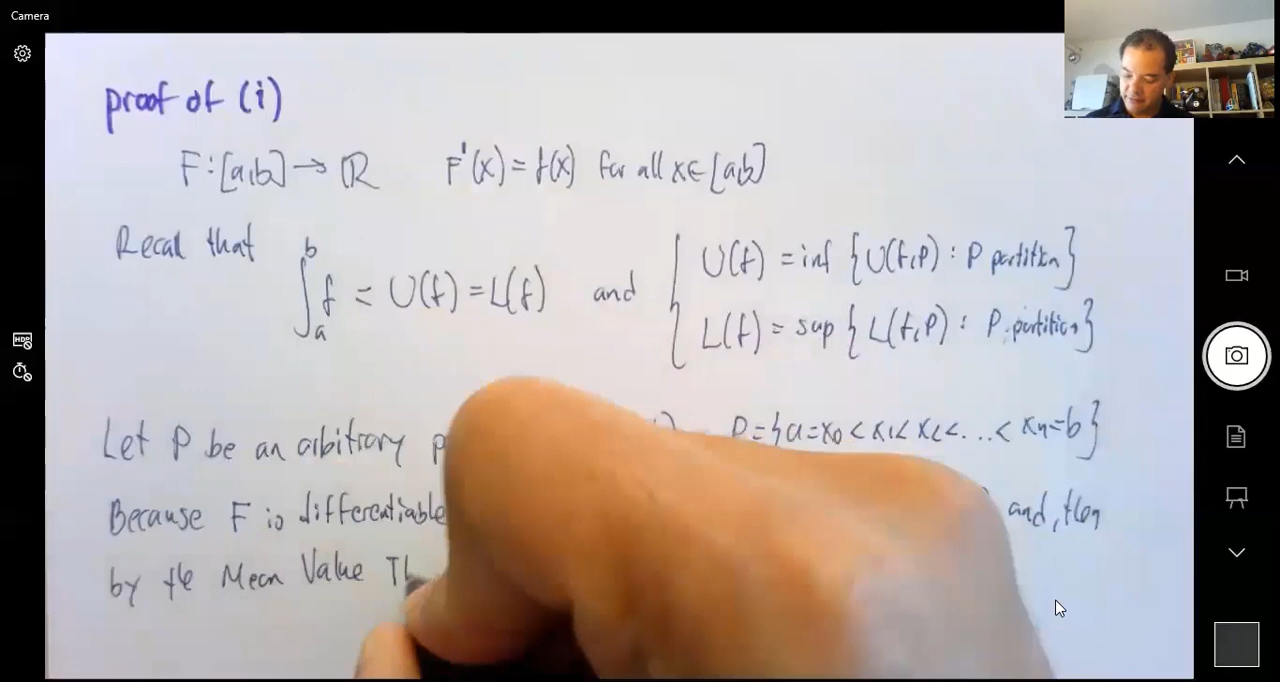 Camera
proof of (i)
F:[a,b] → ℝ F'(x) = f(x) for all x∈[a,b]
Recall that ∫_a^b f = U(f) = L(f) and { U(f) = inf {U(f,P) : P partition}
L(f) = sup {L(f,P) : P partition}
Let P be an arbitrary P = {a=x₀<x₁<x₂<...<xₙ=b}
Because F is differentiable and, then
by the Mean Value Th